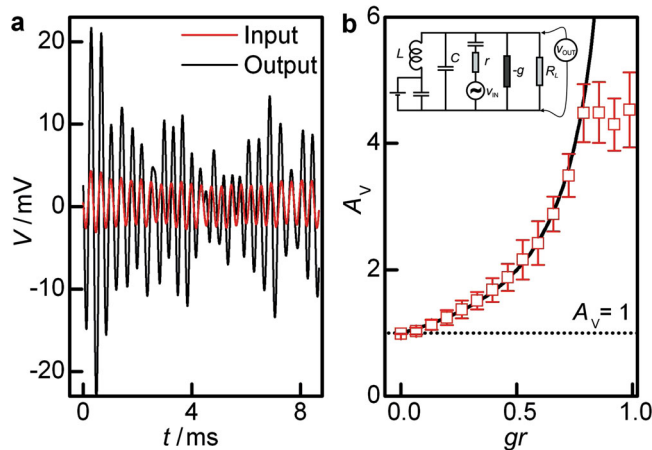 a
Input
Output
20
10
0
-10
-20
V/mV
0
4
8
t/ms
b
6
4
2
0
A_V
L
C
r
-g
R_L
V_OUT
V_IN
A_V = 1
0.0
0.5
1.0
gr